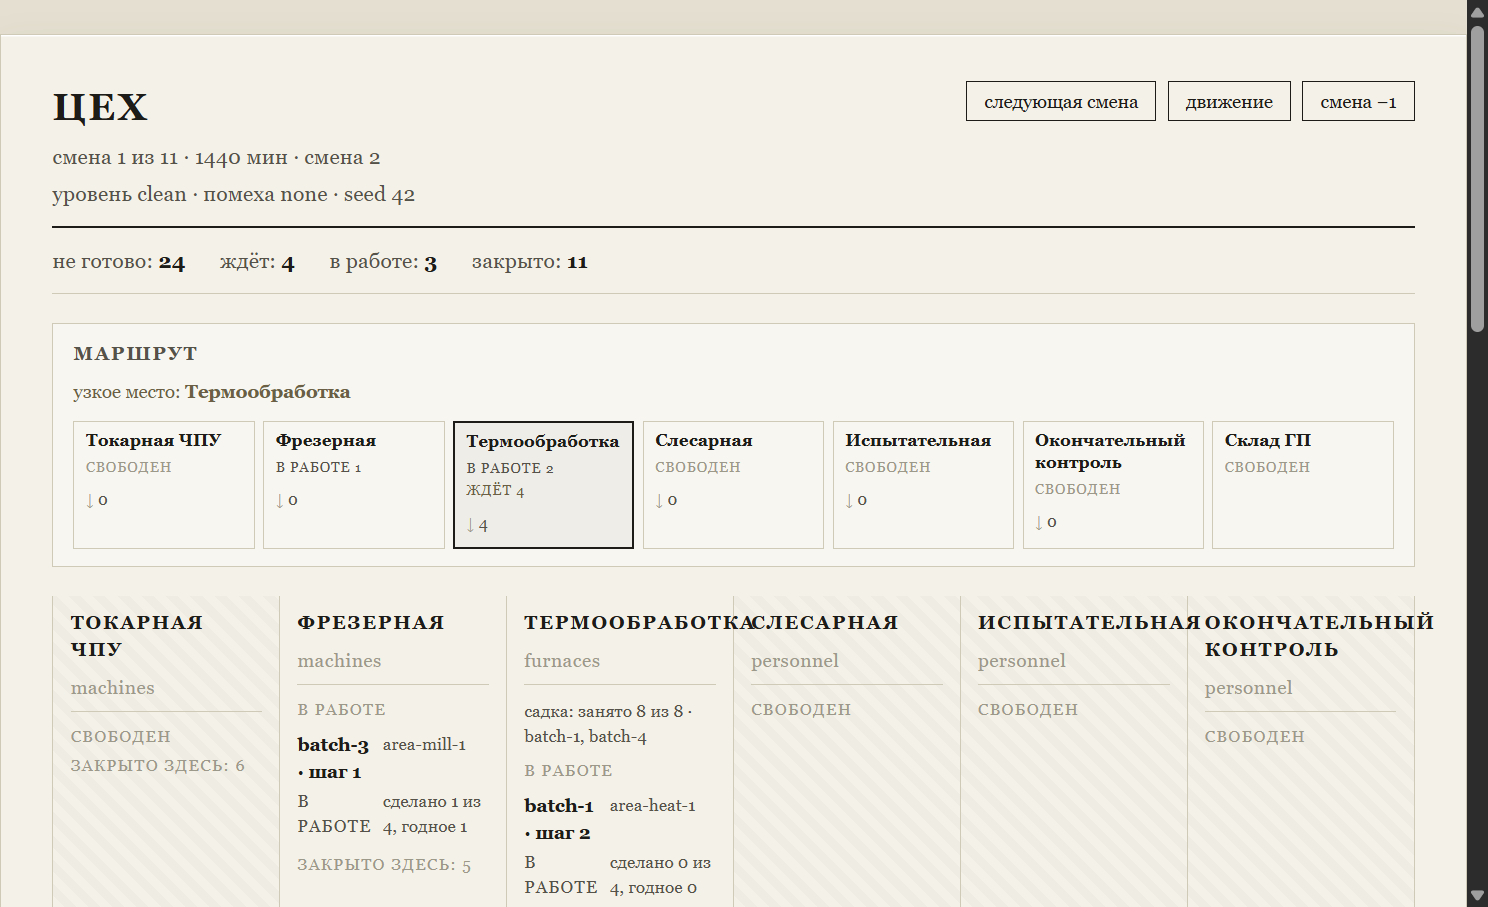 ЦЕХ
следующая смена
движение
смена −1
смена 1 из 11 · 1440 мин · смена 2
уровень clean · помеха none · seed 42
не готово: 24
ждёт: 4
в работе: 3
закрыто: 11
МАРШРУТ
узкое место: Термообработка
Токарная ЧПУ
СВОБОДЕН
↓ 0
Фрезерная
В РАБОТЕ 1
↓ 0
Термообработка
В РАБОТЕ 2
ЖДЁТ 4
↓ 4
Слесарная
СВОБОДЕН
↓ 0
Испытательная
СВОБОДЕН
↓ 0
Окончательный
контроль
СВОБОДЕН
↓ 0
Склад ГП
СВОБОДЕН
ТОКАРНАЯ
ЧПУ
machines
СВОБОДЕН
ЗАКРЫТО ЗДЕСЬ: 6
ФРЕЗЕРНАЯ
machines
В РАБОТЕ
batch-3
· шаг 1
area-mill-1
В
РАБОТЕ
сделано 1 из
4, годное 1
ЗАКРЫТО ЗДЕСЬ: 5
ТЕРМООБРАБОТКА
furnaces
садка: занято 8 из 8 ·
batch-1, batch-4
В РАБОТЕ
batch-1
· шаг 2
area-heat-1
В
РАБОТЕ
сделано 0 из
4, годное 0
СЛЕСАРНАЯ
personnel
СВОБОДЕН
ИСПЫТАТЕЛЬНАЯ
personnel
СВОБОДЕН
ОКОНЧАТЕЛЬНЫЙ
КОНТРОЛЬ
personnel
СВОБОДЕН